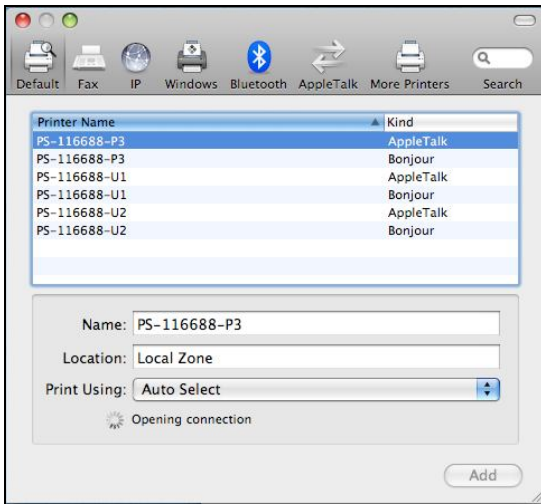 Default Fax IP Windows Bluetooth AppleTalk More Printers Search
Printer Name Kind
PS-116688-P3 AppleTalk
PS-116688-P3 Bonjour
PS-116688-U1 AppleTalk
PS-116688-U1 Bonjour
PS-116688-U2 AppleTalk
PS-116688-U2 Bonjour
Name: PS-116688-P3
Location: Local Zone
Print Using: Auto Select
Opening connection
Add